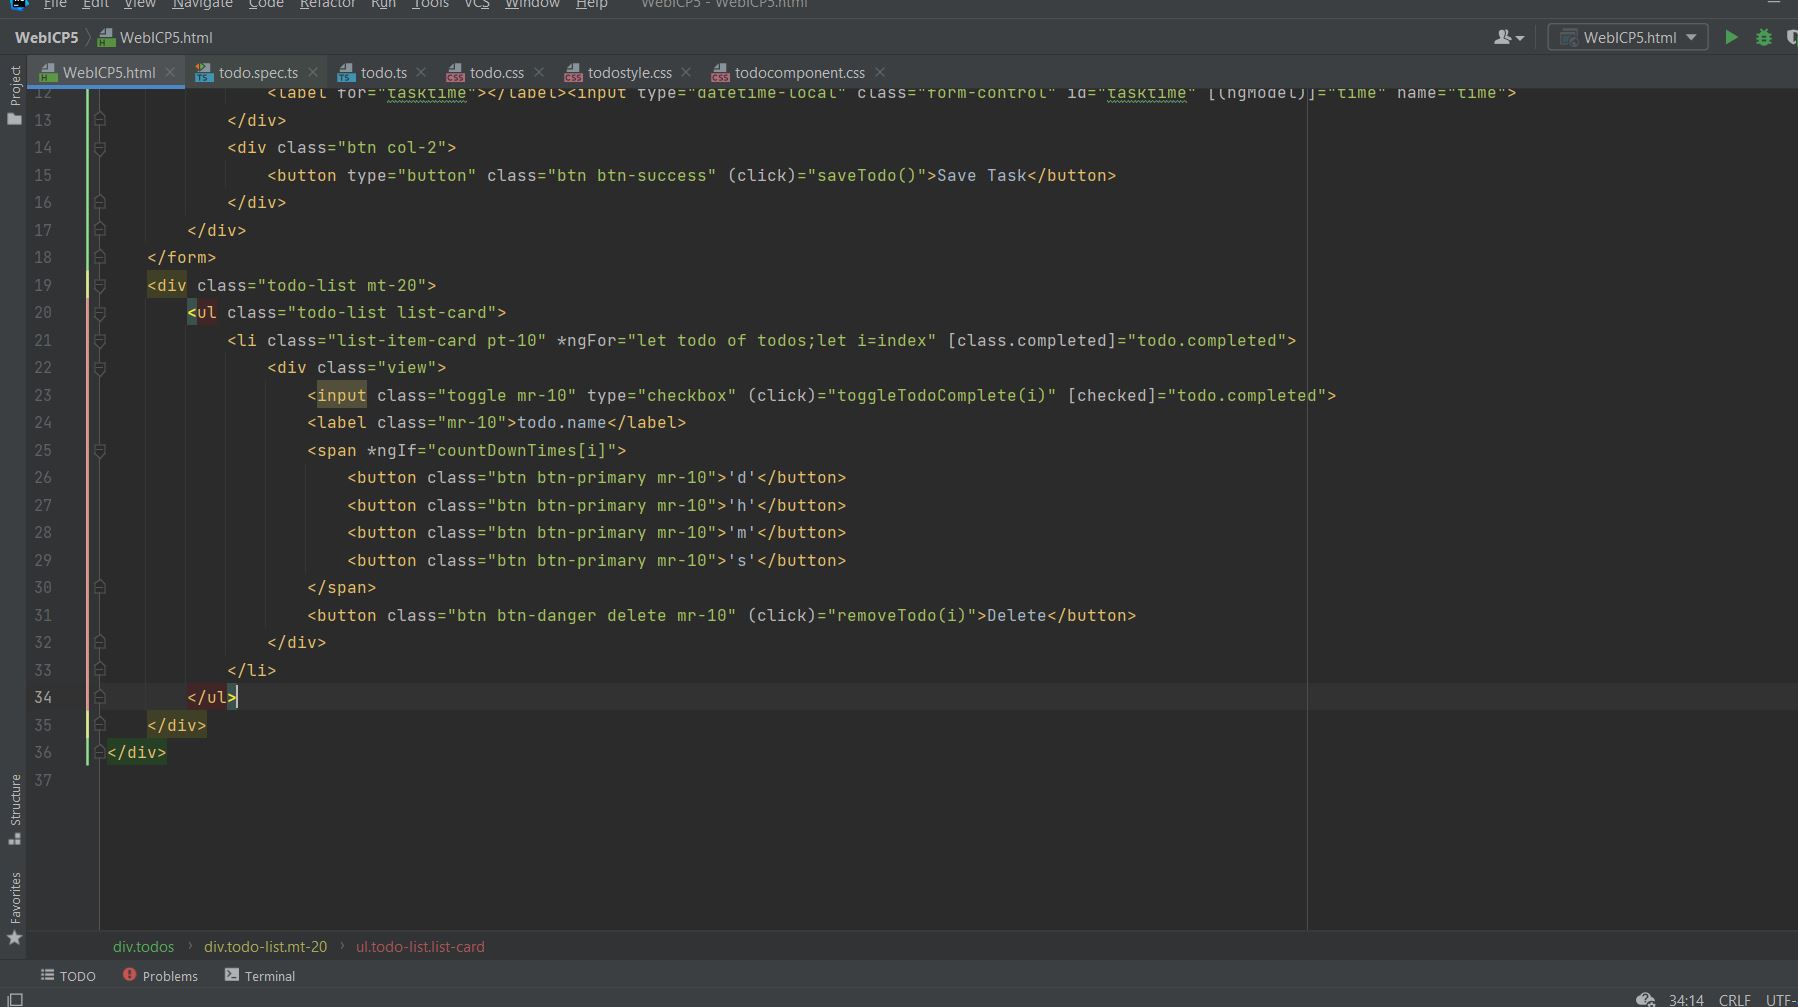 File Edit View Navigate Code Refactor Run Tools VCS Window Help WebICP5 - WebICP5.html
WebICP5 WebICP5.html WebICP5.html
WebICP5.html todo.spec.ts todo.ts todo.css todostyle.css todocomponent.css
Project
12 <label for="tasktime"></label><input type="datetime-local" class="form-control" id="tasktime" [(ngModel)]="time" name="time">
13 </div>
14 <div class="btn col-2">
15 <button type="button" class="btn btn-success" (click)="saveTodo()">Save Task</button>
16 </div>
17 </div>
18 </form>
19 <div class="todo-list mt-20">
20 <ul class="todo-list list-card">
21 <li class="list-item-card pt-10" *ngFor="let todo of todos;let i=index" [class.completed]="todo.completed">
22 <div class="view">
23 <input class="toggle mr-10" type="checkbox" (click)="toggleTodoComplete(i)" [checked]="todo.completed">
24 <label class="mr-10">todo.name</label>
25 <span *ngIf="countDownTimes[i]">
26 <button class="btn btn-primary mr-10">'d'</button>
27 <button class="btn btn-primary mr-10">'h'</button>
28 <button class="btn btn-primary mr-10">'m'</button>
29 <button class="btn btn-primary mr-10">'s'</button>
30 </span>
31 <button class="btn btn-danger delete mr-10" (click)="removeTodo(i)">Delete</button>
32 </div>
33 </li>
34 </ul>
35 </div>
36 </div>
37
Structure
Favorites
div.todos › div.todo-list.mt-20 › ul.todo-list.list-card
TODO Problems Terminal
34:14 CRLF UTF-